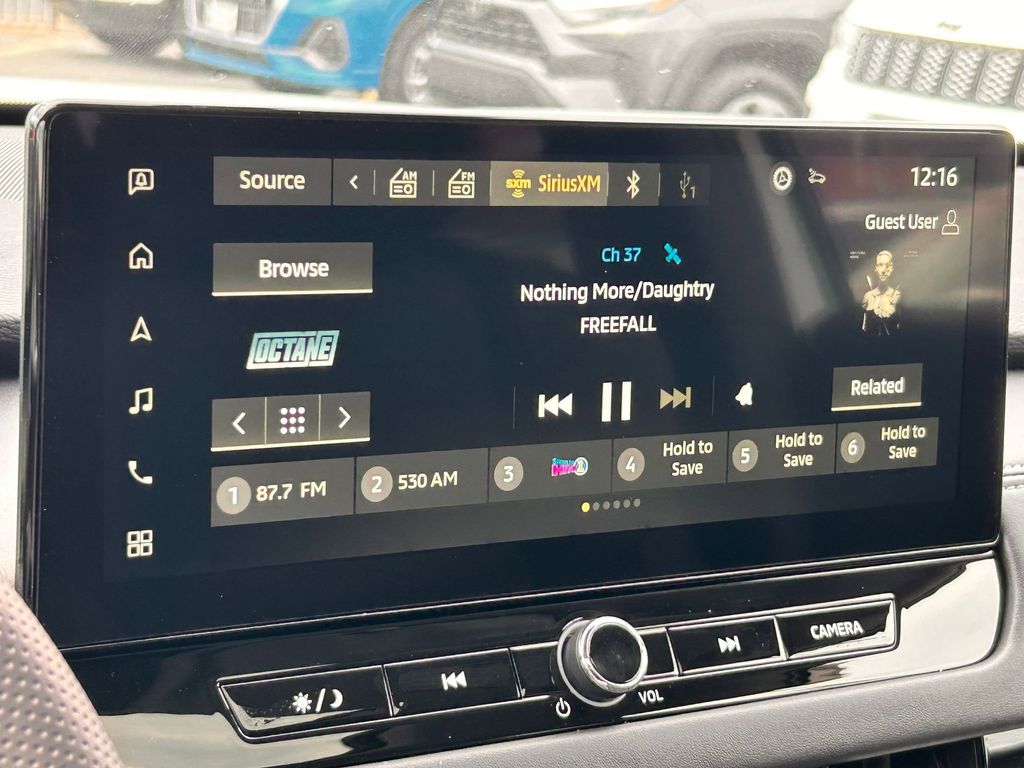 Source
AM
FM
sxm SiriusXM
1
12:16
Guest User
Browse
Ch 37
Nothing More/Daughtry
FREEFALL
OCTANE
Related
1 87.7 FM
2 530 AM
3
4 Hold to Save
5 Hold to Save
6 Hold to Save
CAMERA
VOL